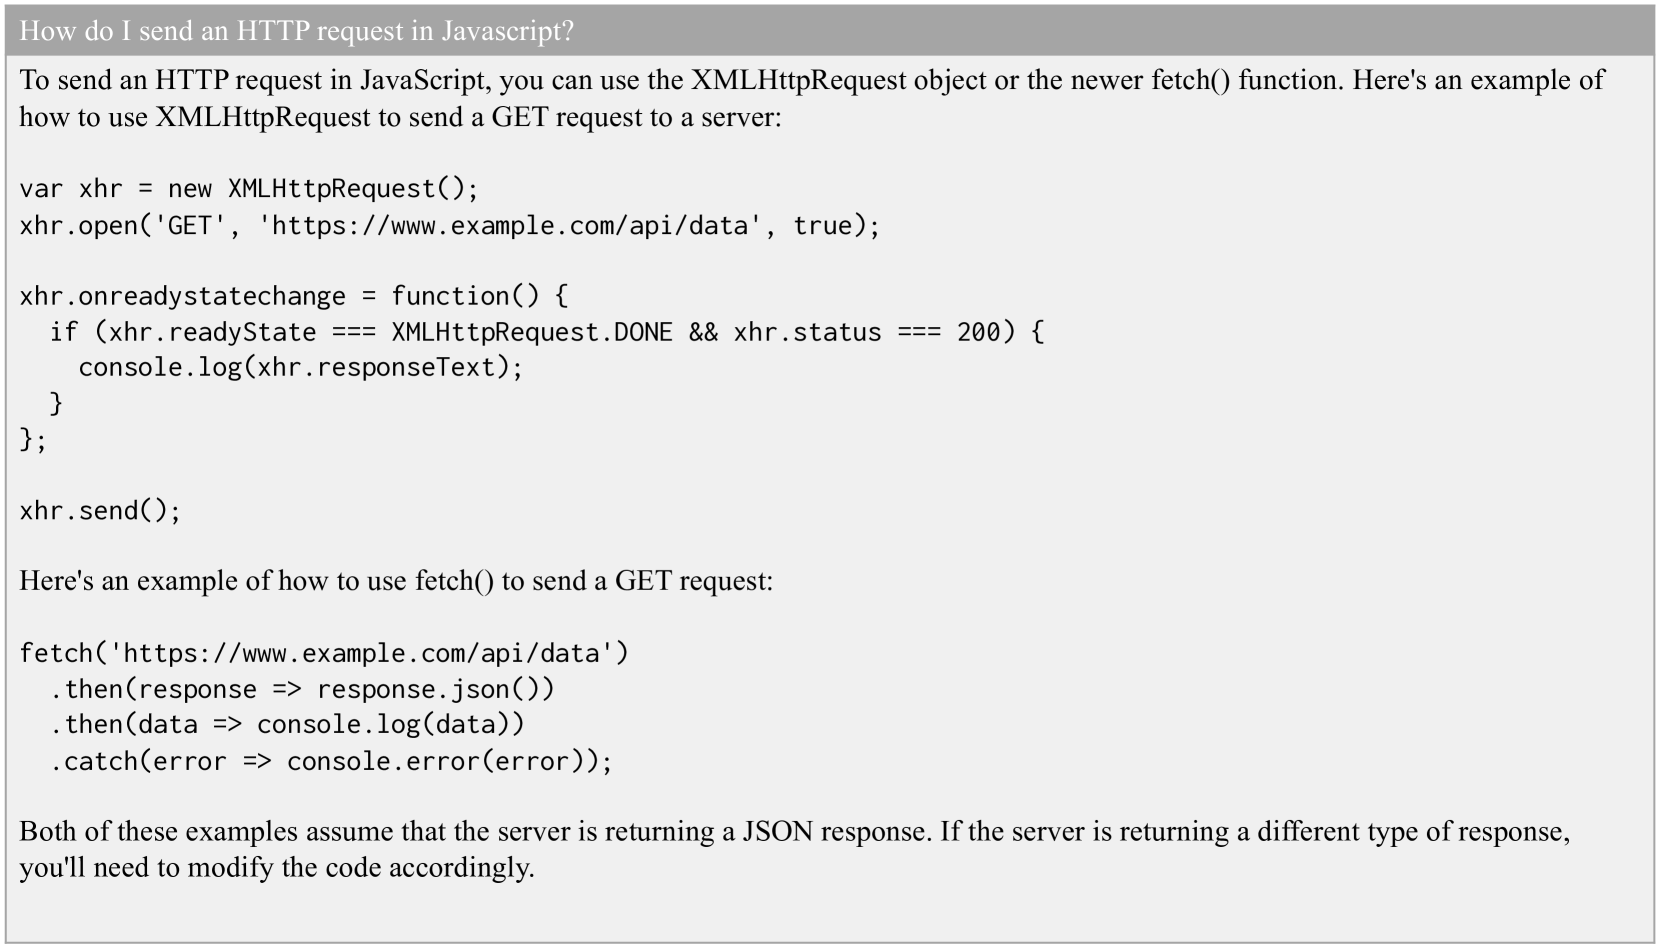 How do I send an HTTP request in Javascript?
To send an HTTP request in JavaScript, you can use the XMLHttpRequest object or the newer fetch() function. Here's an example of
how to use XMLHttpRequest to send a GET request to a server:

var xhr = new XMLHttpRequest();
xhr.open('GET', 'https://www.example.com/api/data', true);

xhr.onreadystatechange = function() {
  if (xhr.readyState === XMLHttpRequest.DONE && xhr.status === 200) {
    console.log(xhr.responseText);
  }
};

xhr.send();

Here's an example of how to use fetch() to send a GET request:

fetch('https://www.example.com/api/data')
  .then(response => response.json())
  .then(data => console.log(data))
  .catch(error => console.error(error));

Both of these examples assume that the server is returning a JSON response. If the server is returning a different type of response,
you'll need to modify the code accordingly.